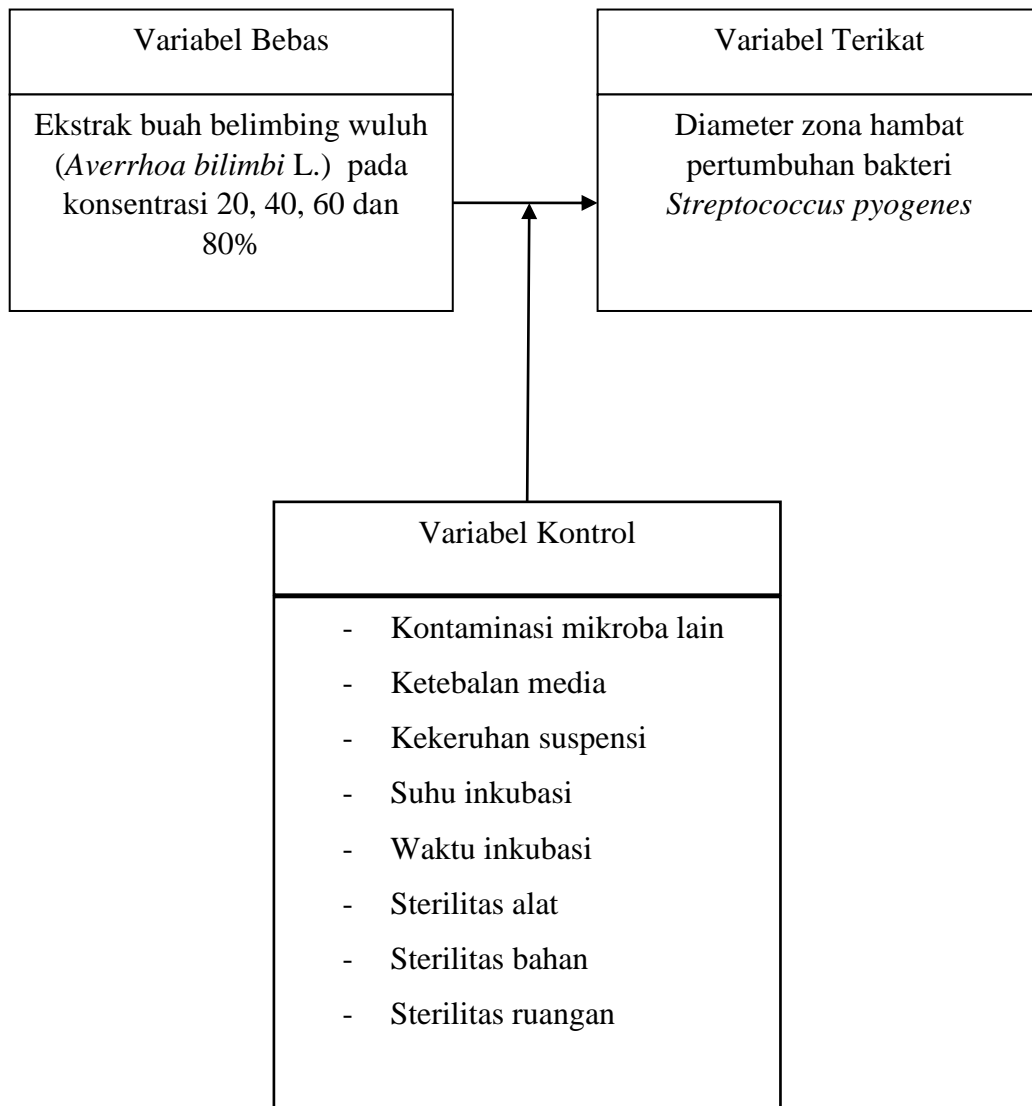 Variabel Bebas
Ekstrak buah belimbing wuluh
(Averrhoa bilimbi L.) pada
konsentrasi 20, 40, 60 dan
80%
Variabel Terikat
Diameter zona hambat
pertumbuhan bakteri
Streptococcus pyogenes
Variabel Kontrol
- Kontaminasi mikroba lain
- Ketebalan media
- Kekeruhan suspensi
- Suhu inkubasi
- Waktu inkubasi
- Sterilitas alat
- Sterilitas bahan
- Sterilitas ruangan